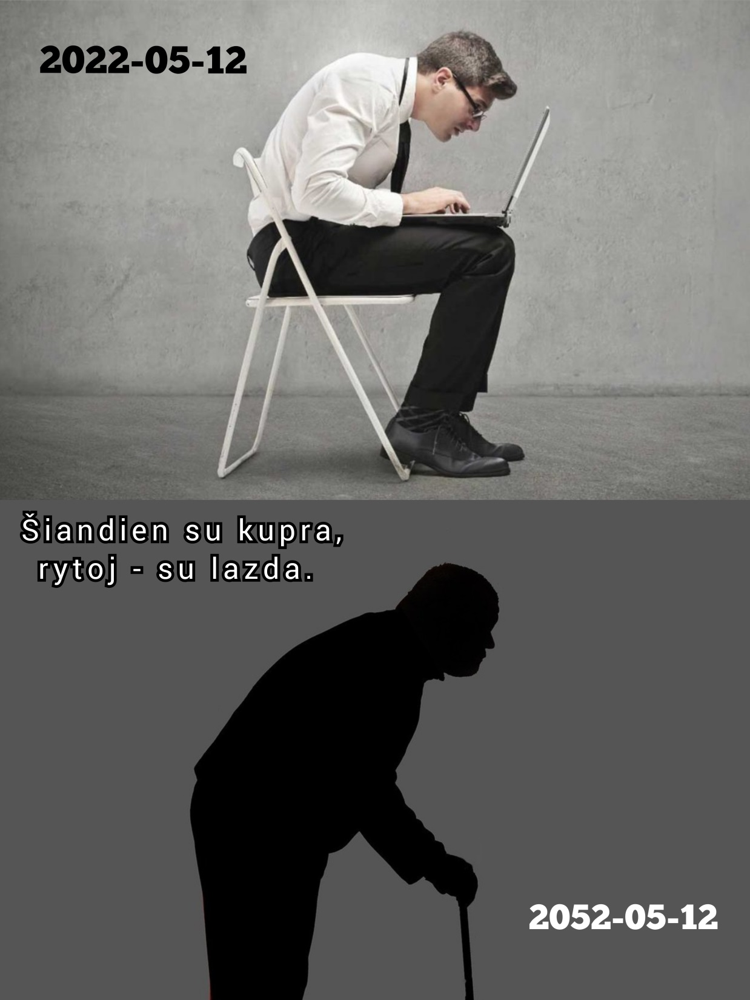 2022-05-12
Šiandien su kupra,
rytoj - su lazda.
2052-05-12